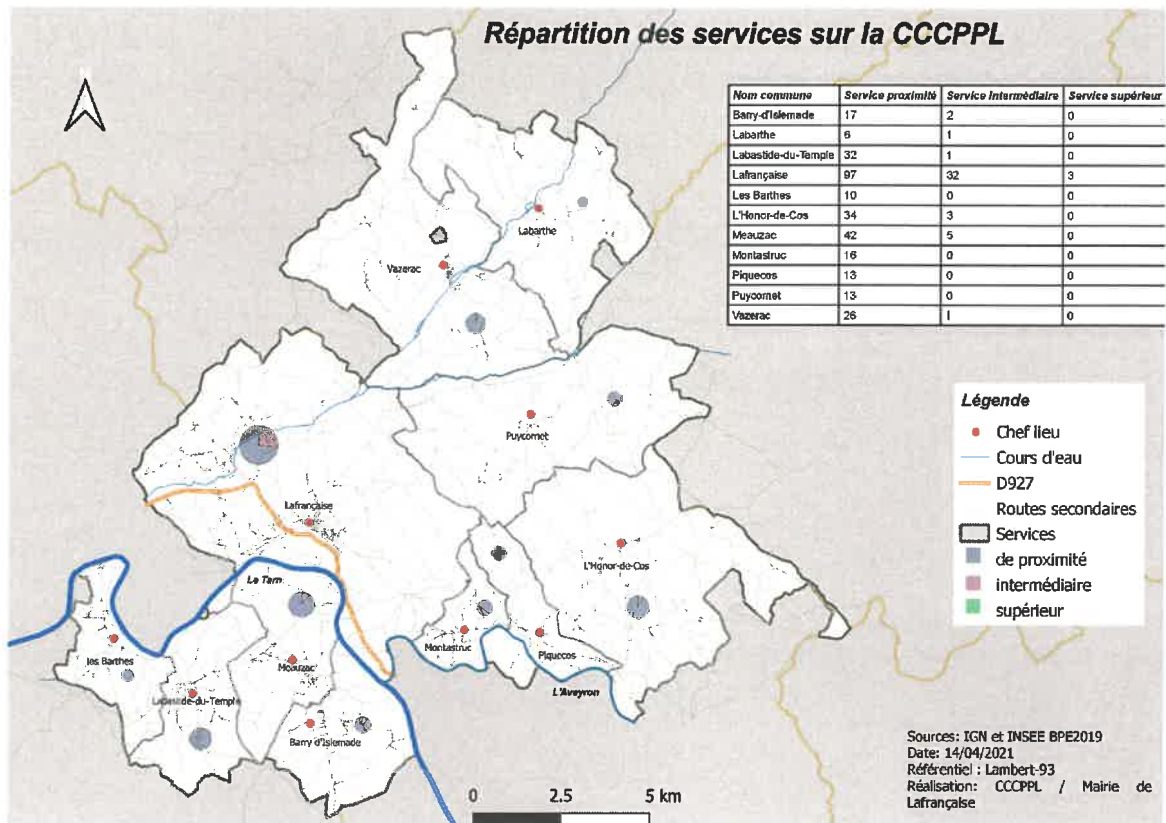 Répartition des services sur la CCCPPL
Nom commune Service proximité Service intermédiaire Service supérieur
Barry-d'Islemade 17 2 0
Labarthe 6 1 0
Labastide-du-Temple 32 1 0
Lafrançaise 97 32 3
Les Barthes 10 0 0
L'Honor-de-Cos 34 3 0
Meauzac 42 5 0
Montastruc 16 0 0
Piquecos 13 0 0
Puycornet 13 0 0
Vazerac 26 1 0
Labarthe
Vazerac
Puycornet
Lafrançaise
L'Honor-de-Cos
Le Tarn
Montastruc
Piquecos
les Barthes
Meauzac
L'Aveyron
Labastide-du-Temple
Barry d'Islemade
Légende
Chef lieu
Cours d'eau
D927
Routes secondaires
Services
de proximité
intermédiaire
supérieur
Sources: IGN et INSEE BPE2019
Date: 14/04/2021
Référentiel : Lambert-93
Réalisation: CCCPPL / Mairie de
Lafrançaise
0 2.5 5 km